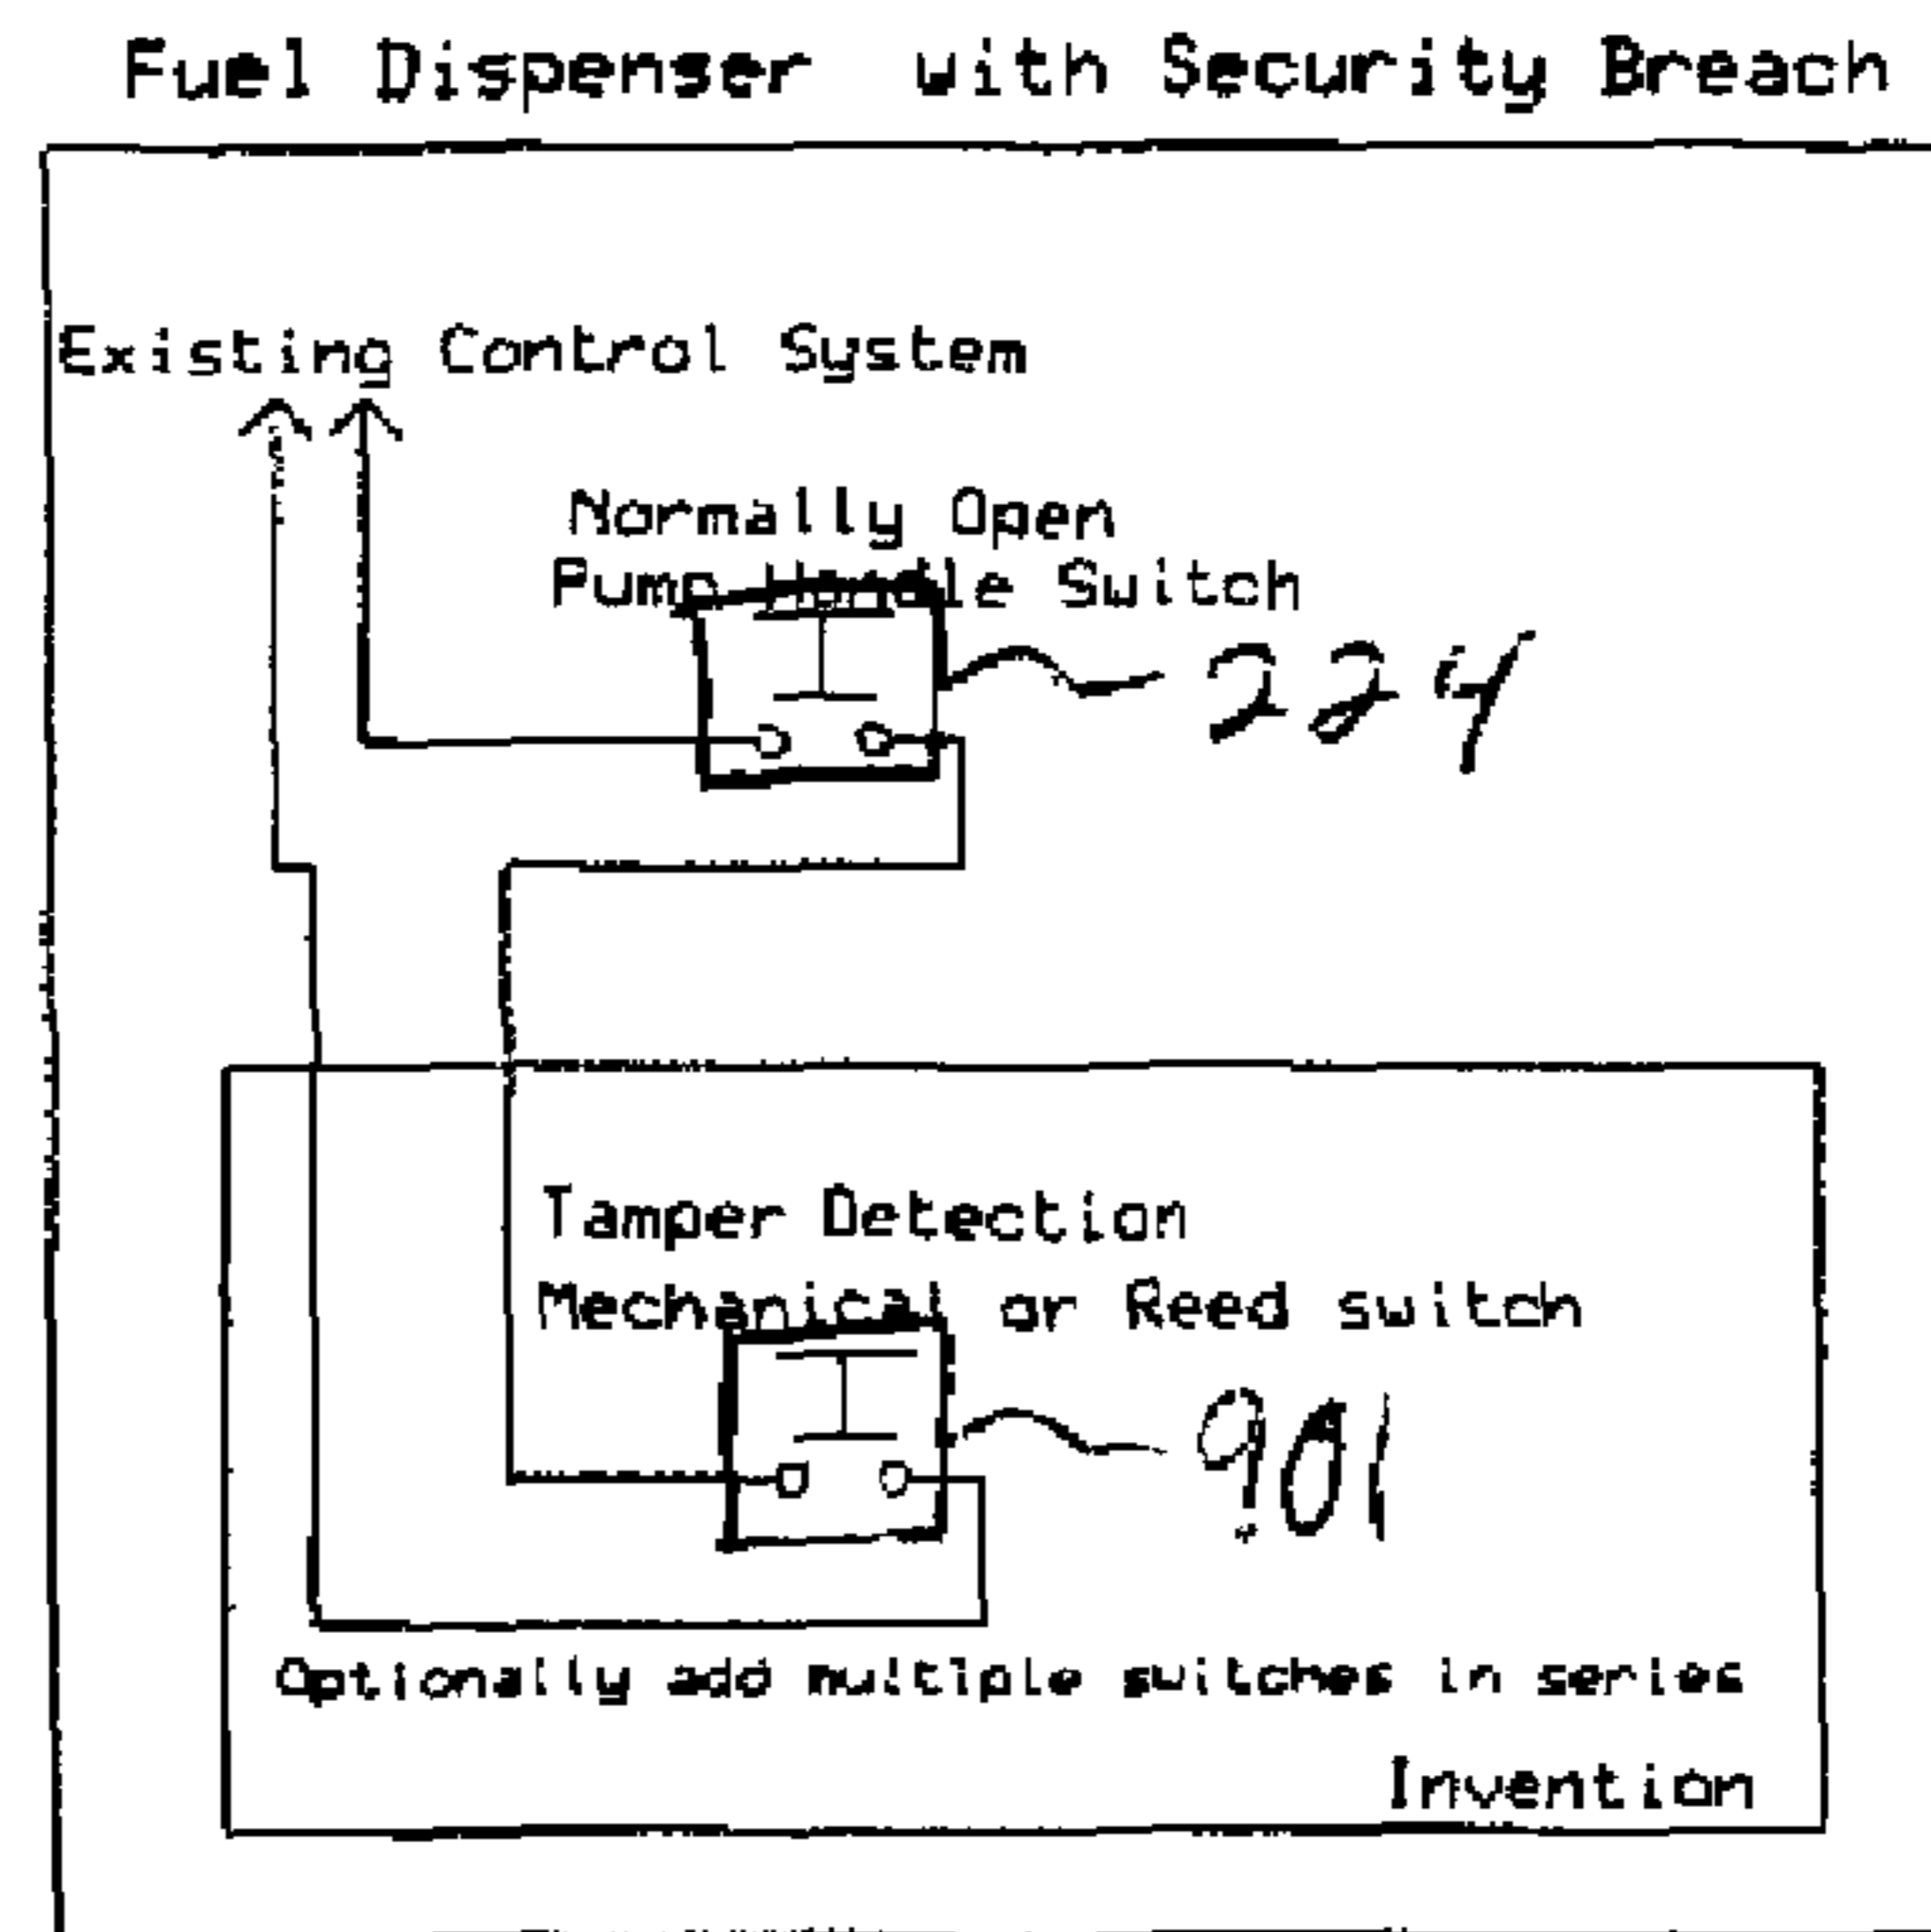 Fuel Dispenser with Security Breach
Existing Control System
Normally Open
Pump Handle Switch
224
Tamper Detection
Mechanical or Reed switch
901
Optionally add multiple switches in series
Invention